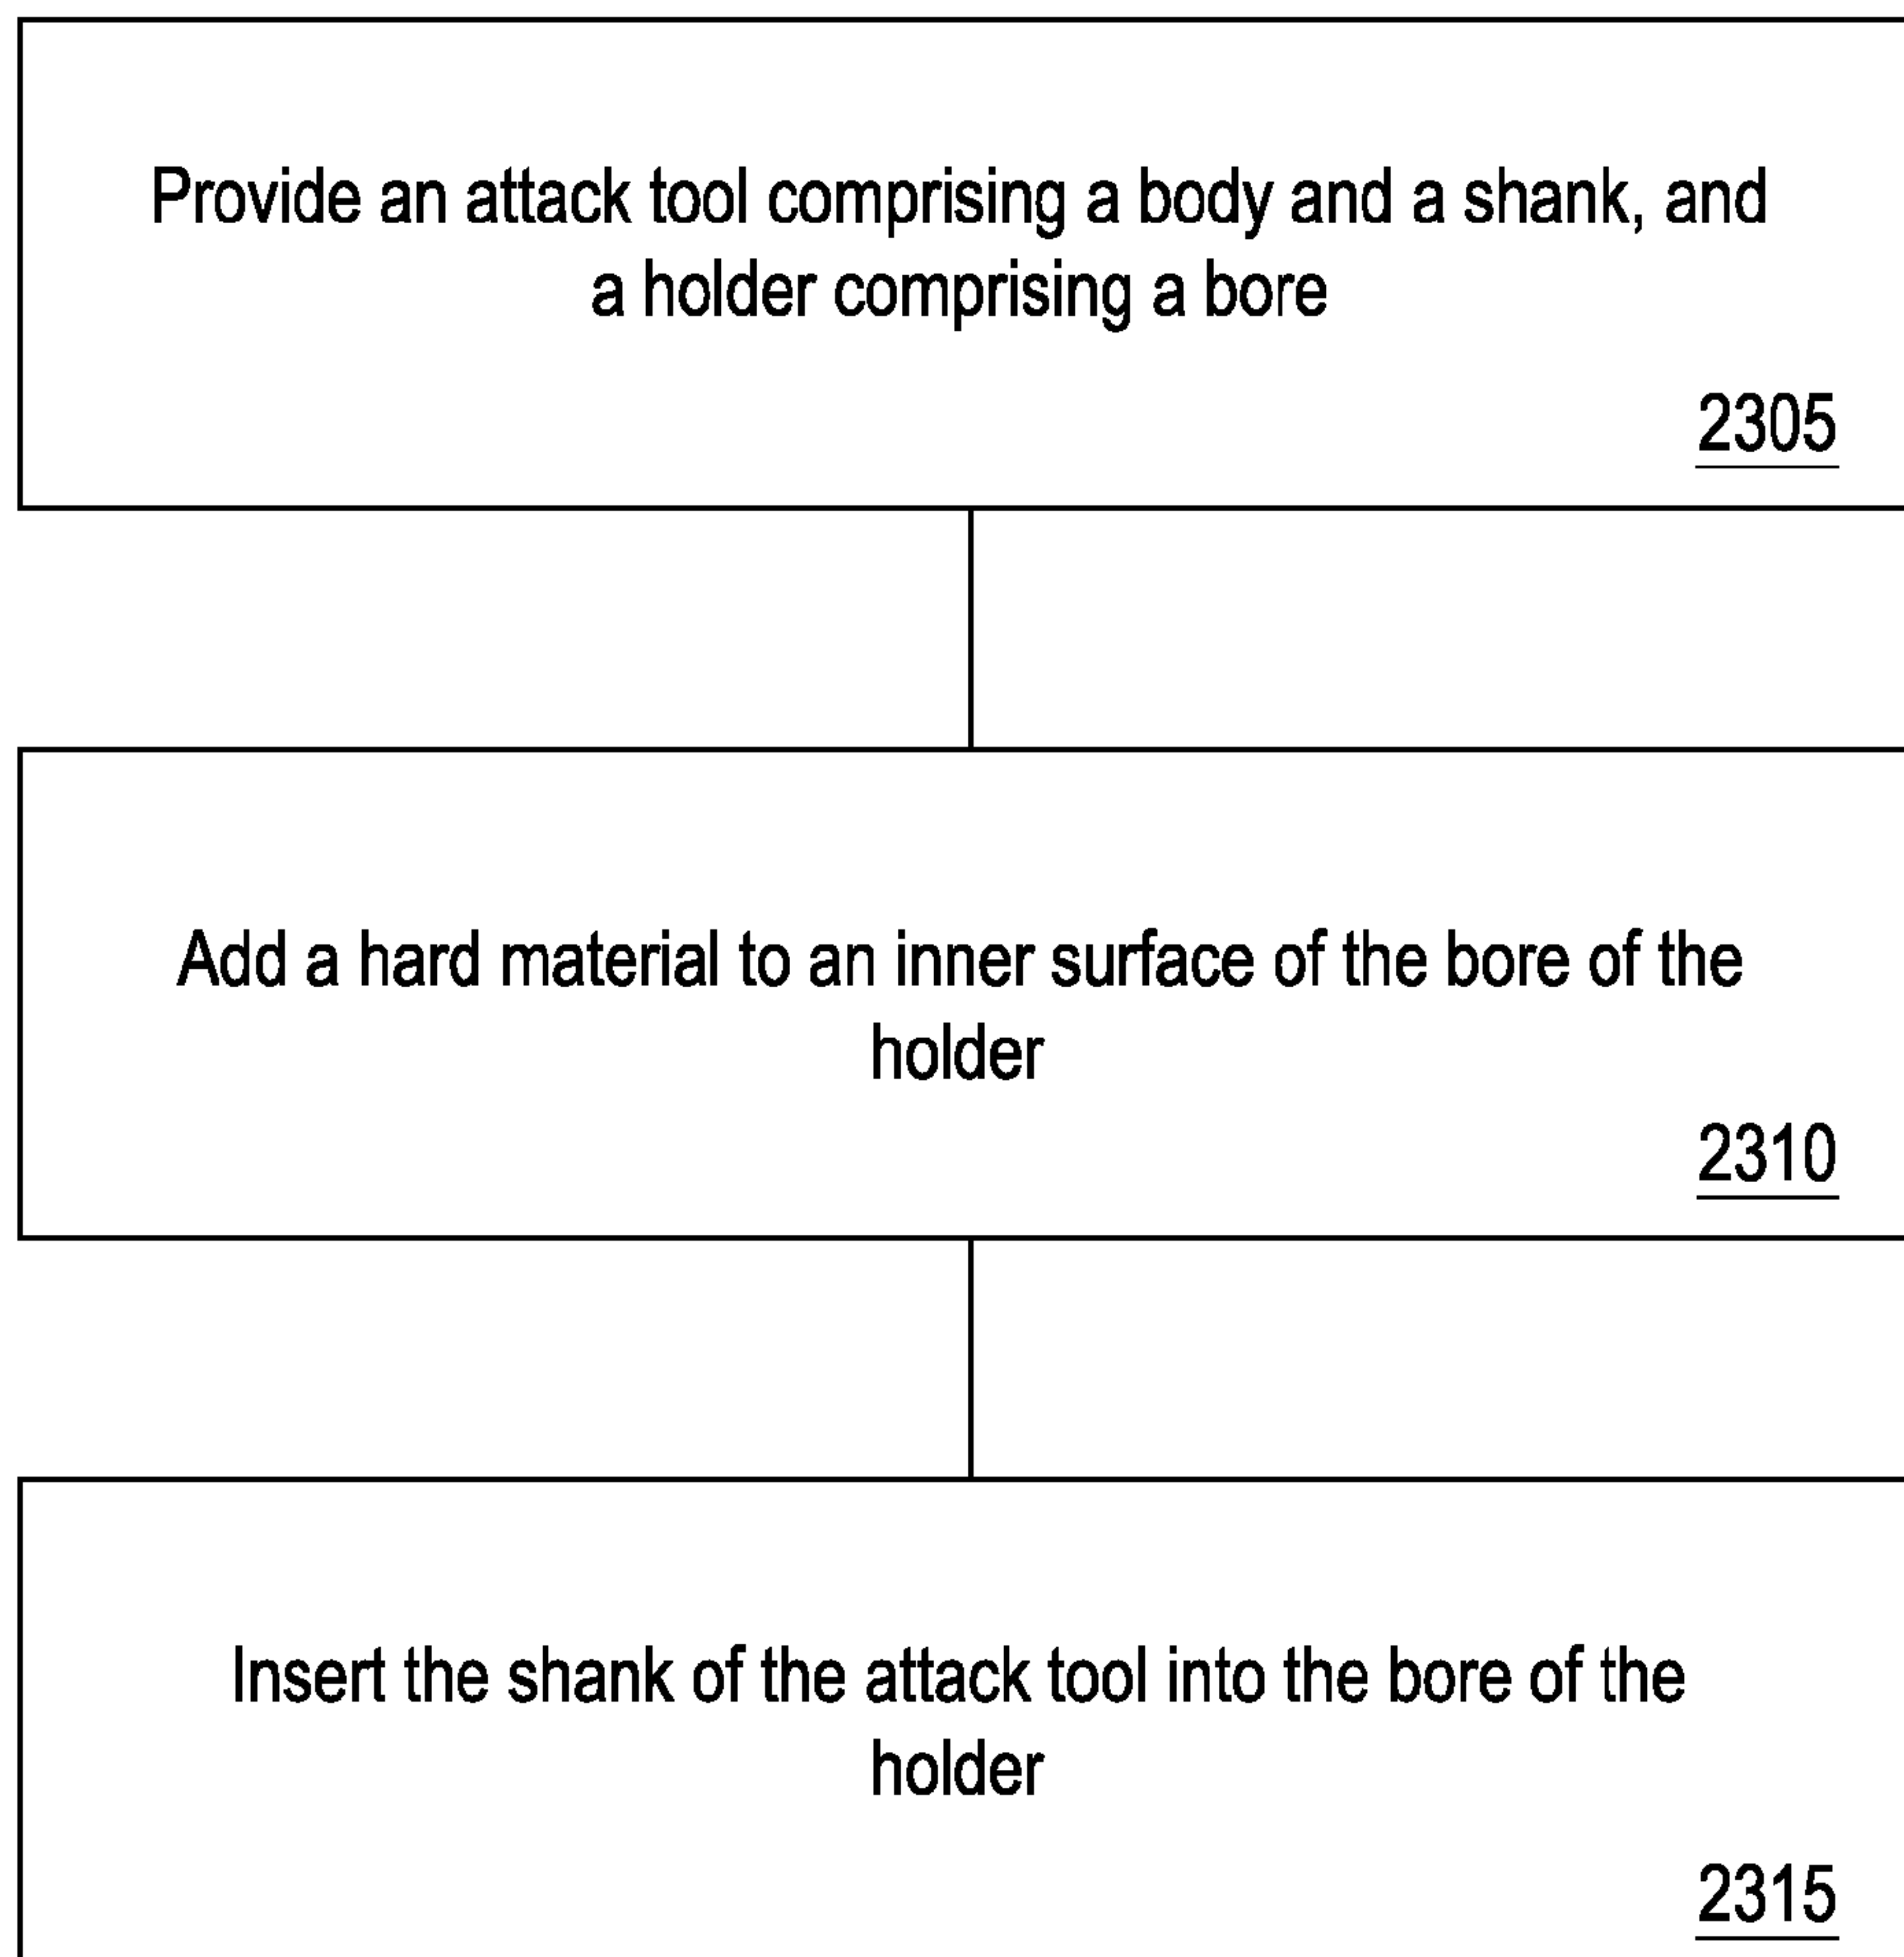 Provide an attack tool comprising a body and a shank, and
a holder comprising a bore
2305
Add a hard material to an inner surface of the bore of the
holder
2310
Insert the shank of the attack tool into the bore of the
holder
2315